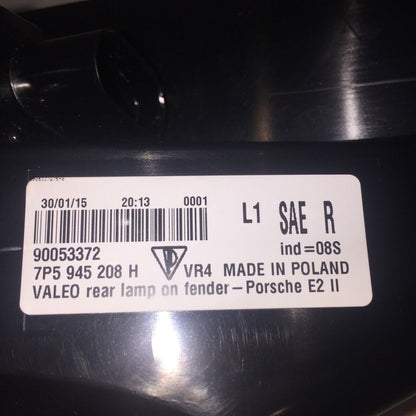 30/01/15 20:13 0001
L1 SAE R
90053372 ind=08S
7P5 945 208 H VR4 MADE IN POLAND
VALEO rear lamp on fender-Porsche E2 II